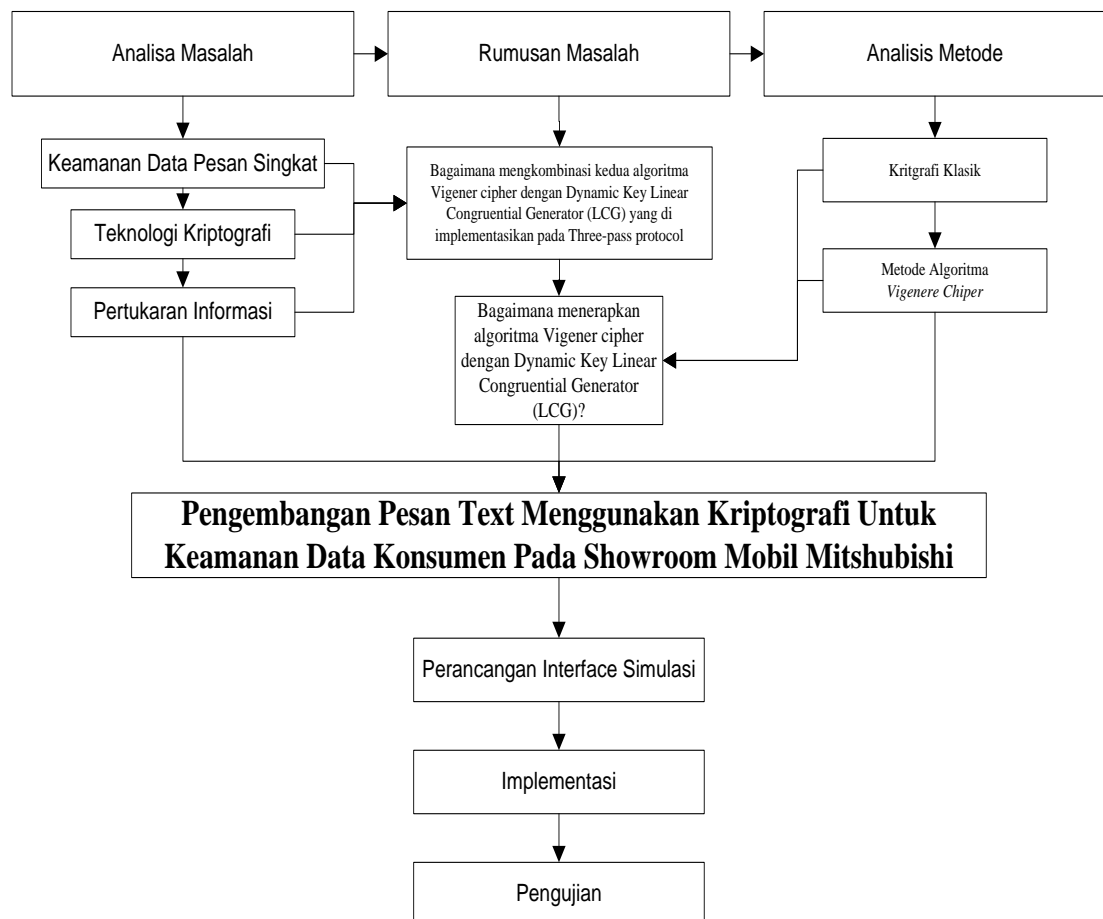 Analisa Masalah
Rumusan Masalah
Analisis Metode
Keamanan Data Pesan Singkat
Teknologi Kriptografi
Pertukaran Informasi
Bagaimana mengkombinasi kedua algoritma
Vigener cipher dengan Dynamic Key Linear
Congruential Generator (LCG) yang di
implementasikan pada Three-pass protocol
Bagaimana menerapkan
algoritma Vigener cipher
dengan Dynamic Key Linear
Congruential Generator
(LCG)?
Kritgrafi Klasik
Metode Algoritma
Vigenere Chiper
Pengembangan Pesan Text Menggunakan Kriptografi Untuk
Keamanan Data Konsumen Pada Showroom Mobil Mitshubishi
Perancangan Interface Simulasi
Implementasi
Pengujian